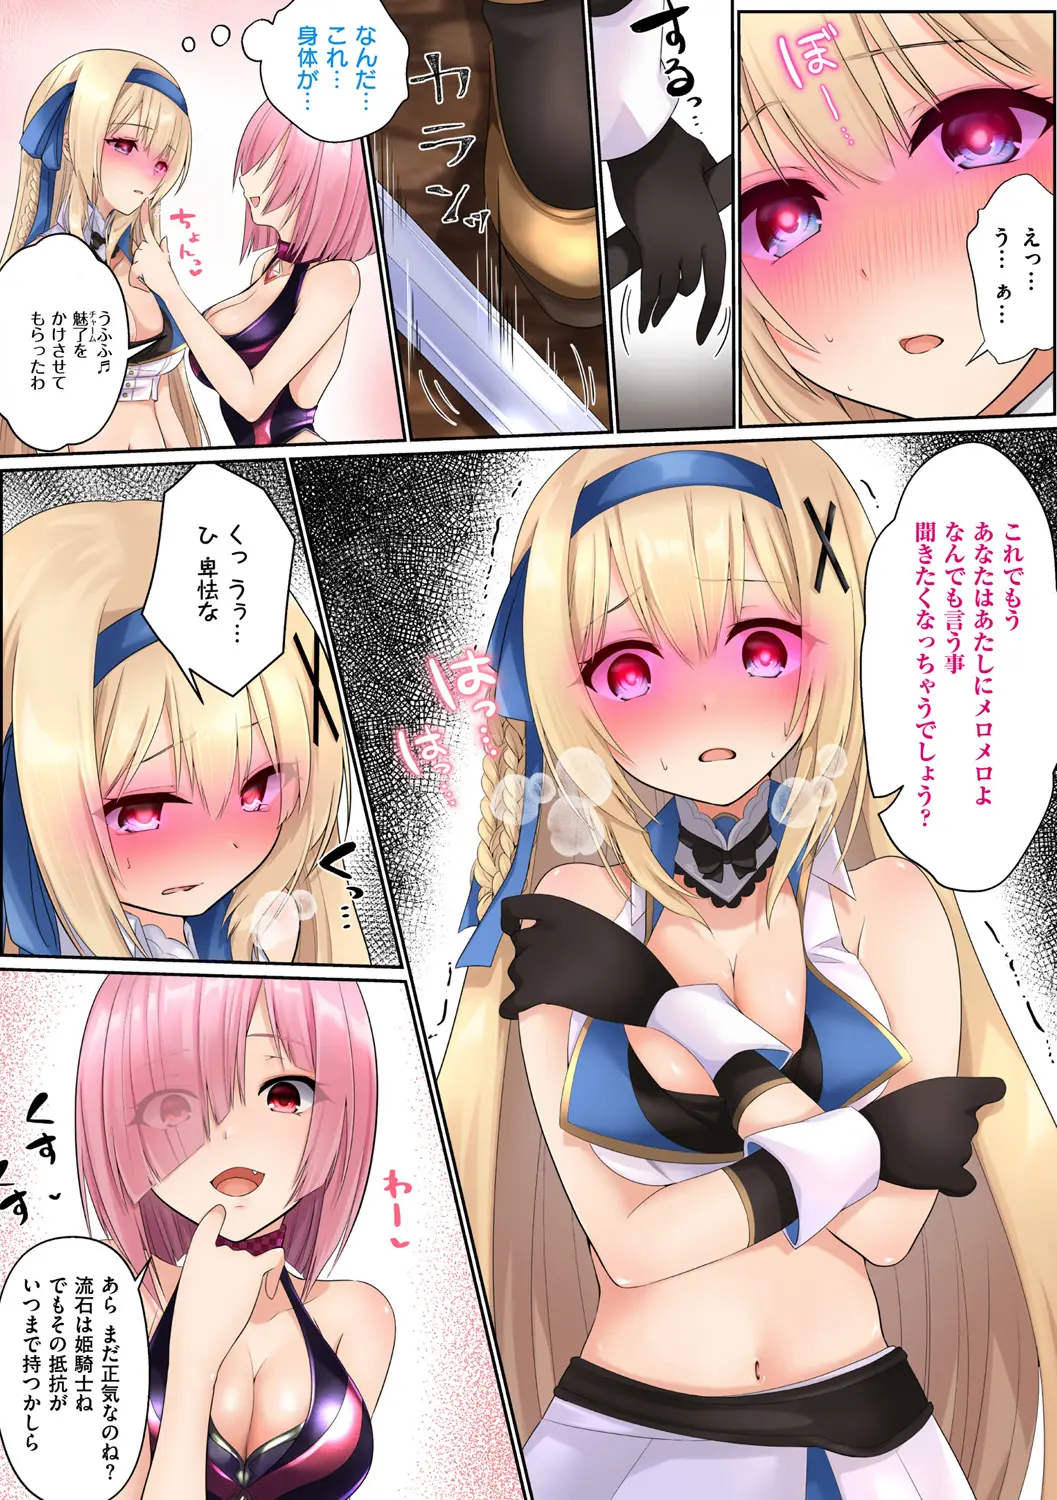 ぼー…
えっ…
う… ぁ…
するっ…
カランッ
なんだ…
これ…
身体が…
ちょんっ
うふふ♬
魅了を
チャーム
かけさせて
もらったわ
これでもう
あなたはあたしにメロメロよ
なんでも言う事
聞きたくなっちゃうでしょう?
はっ…
はっ…
くっ うぅ…
ひ 卑怯な
くっ…
わー
くす
くす
あら まだ正気なのね?
流石は姫騎士ね
でもその抵抗が
いつまで持つかしら